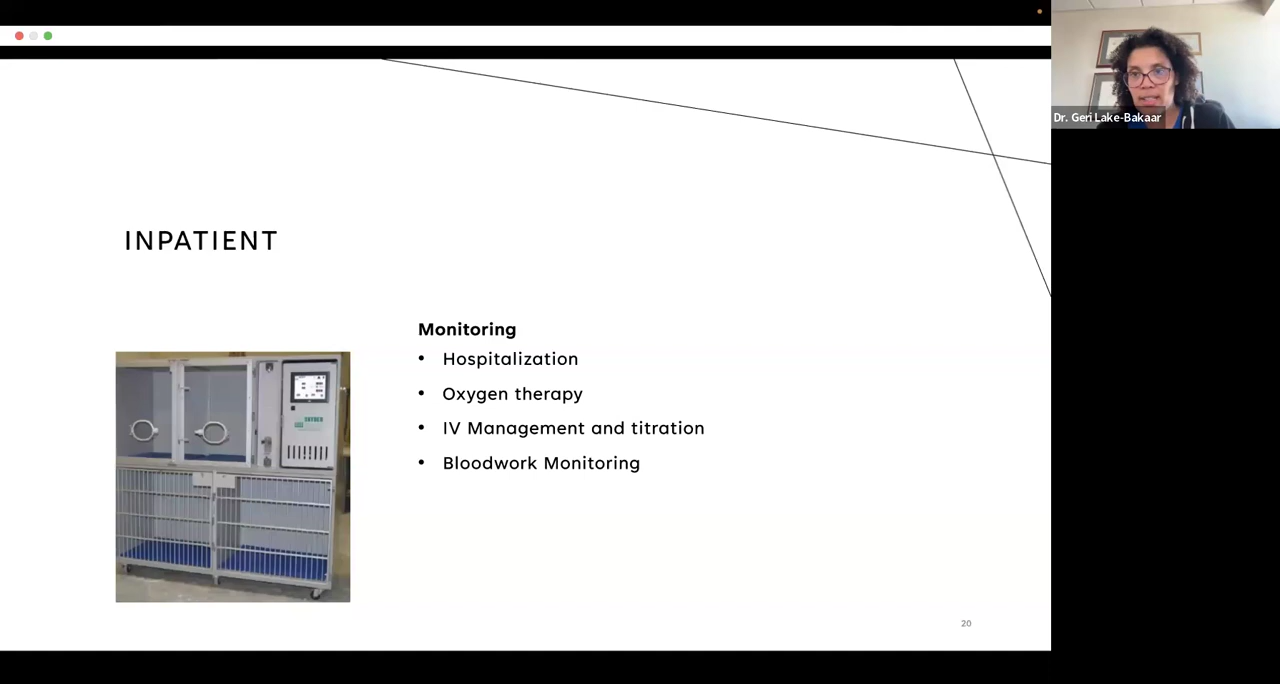 Dr. Geri Lake-Bakaar
INPATIENT
Monitoring
• Hospitalization
• Oxygen therapy
• IV Management and titration
• Bloodwork Monitoring
20